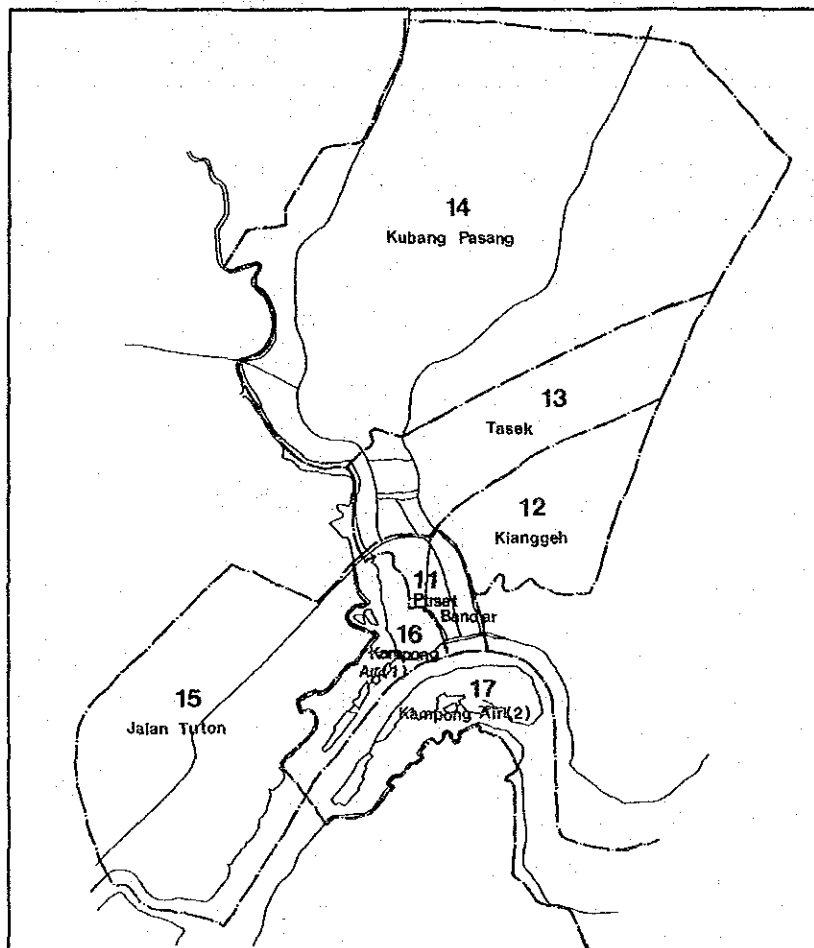 14
Kubang Pasang
13
Tasek
12
Kianggeh
11
Pusat
Bandar
16
Kampong
Air(1)
17
Kampong Air(2)
15
Jalan Tuton